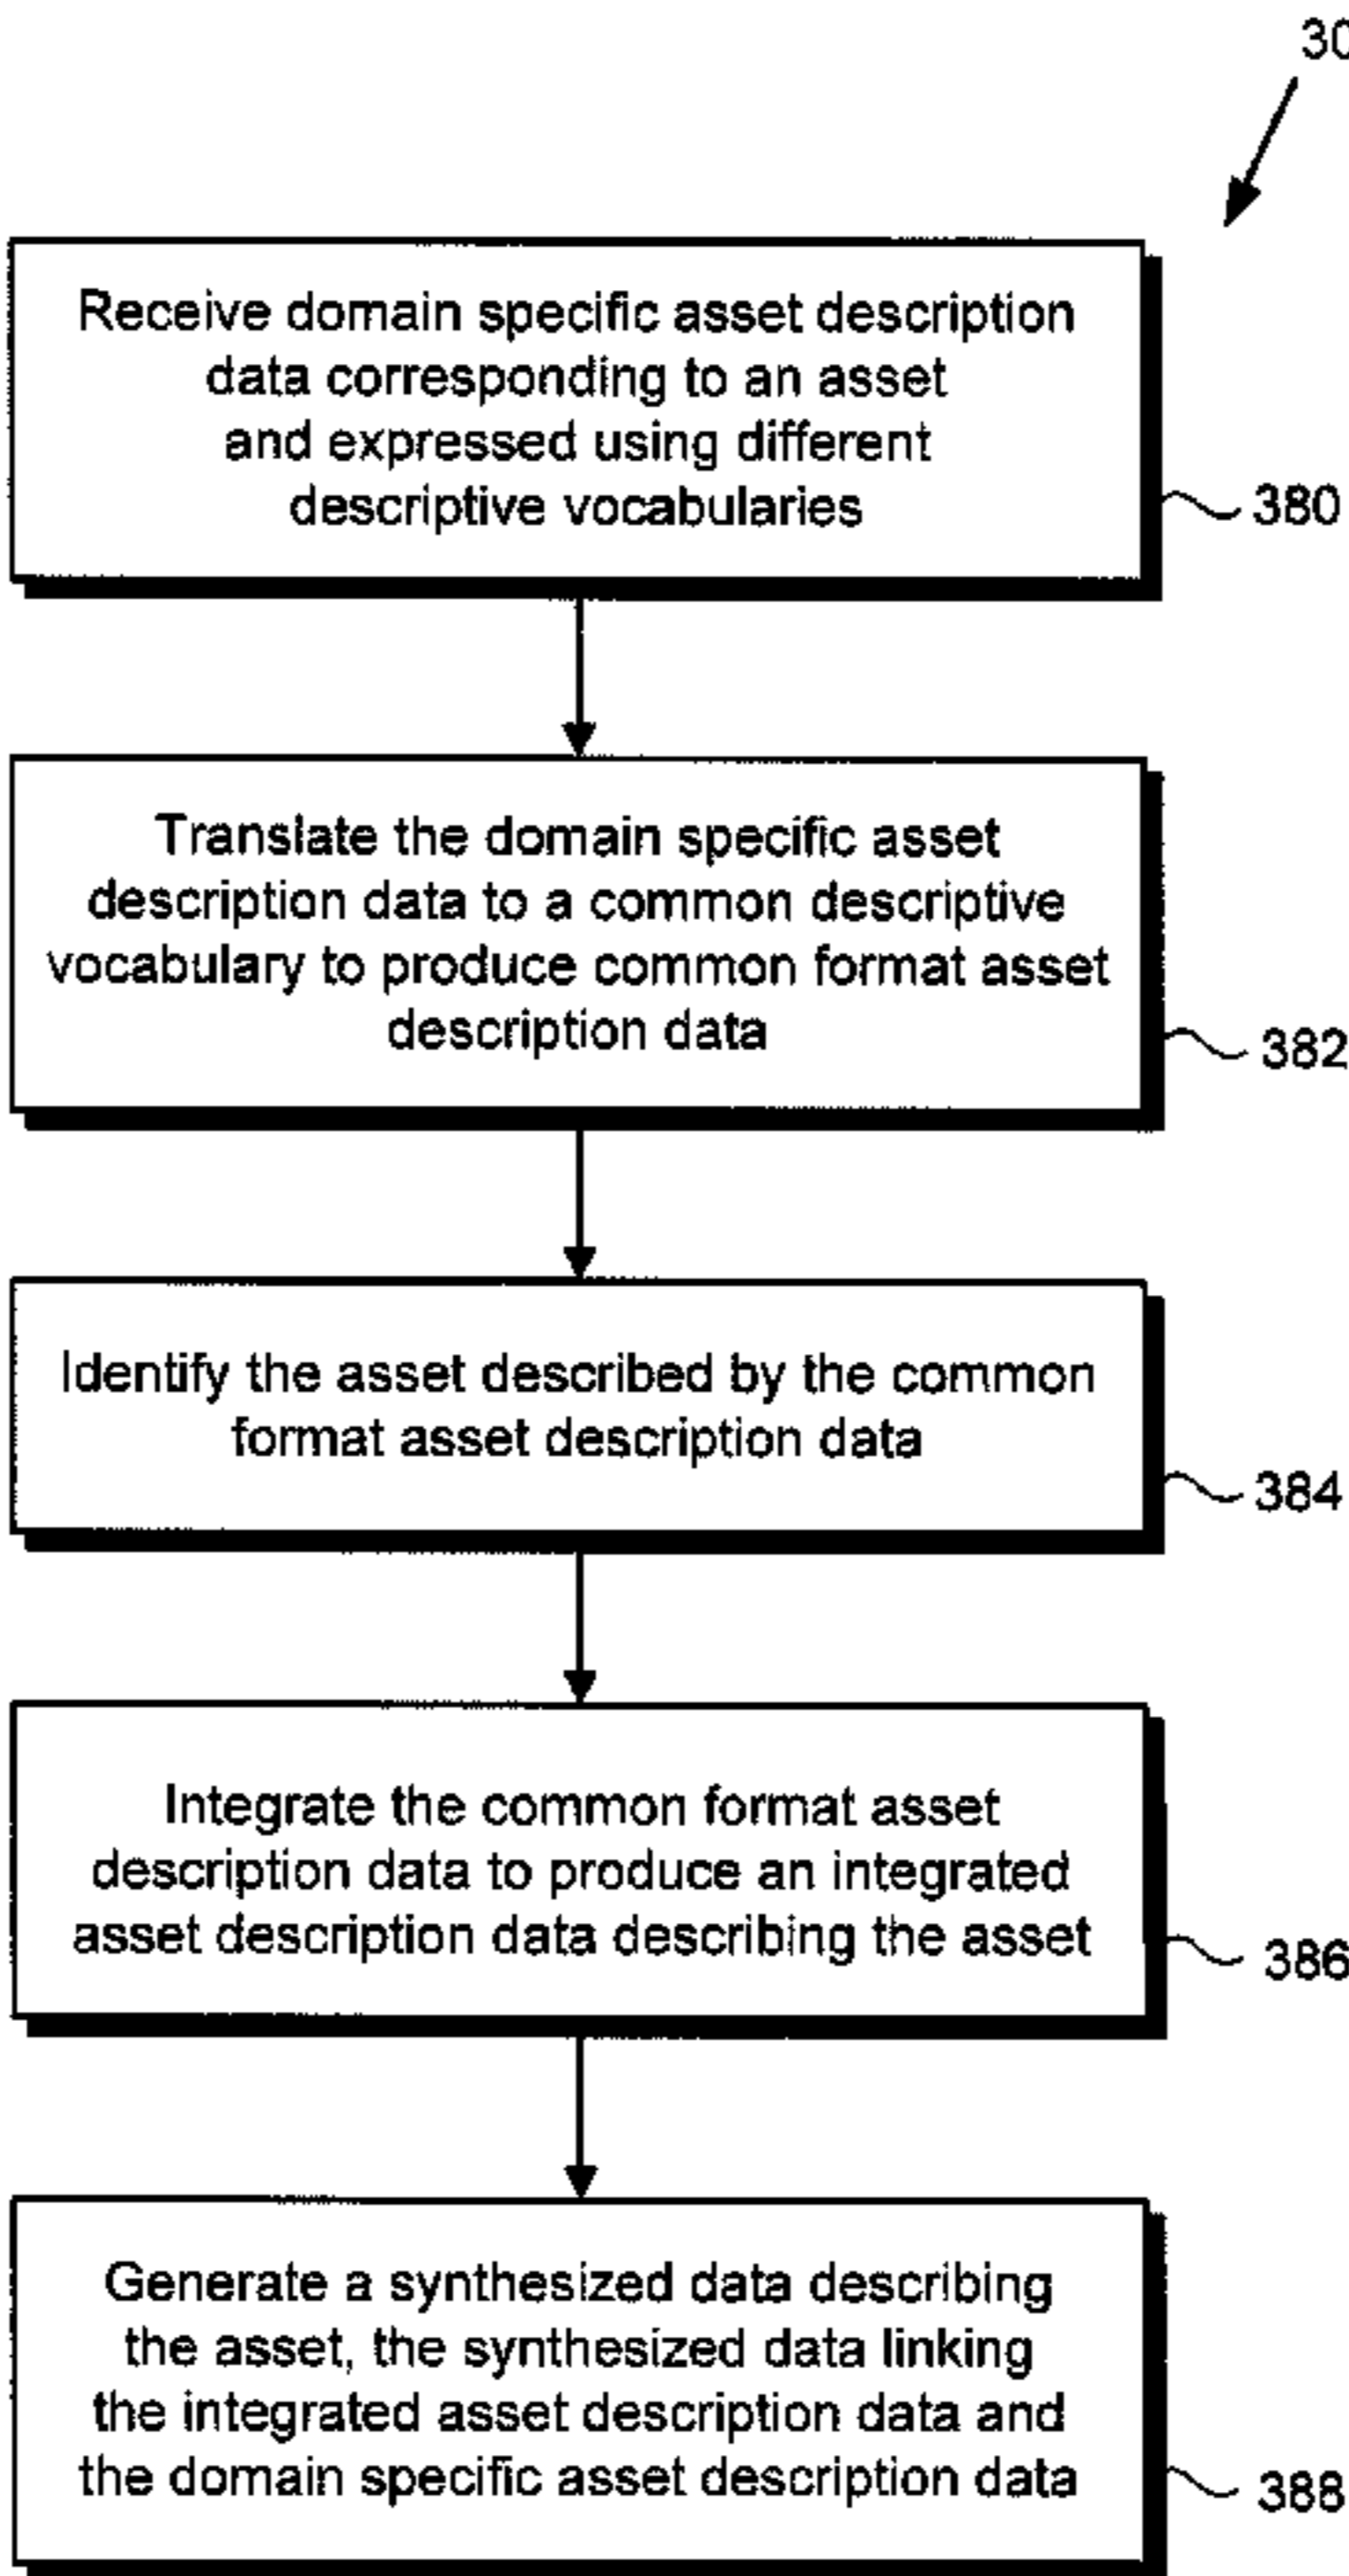 30
Receive domain specific asset description
data corresponding to an asset
and expressed using different
descriptive vocabularies
380
Translate the domain specific asset
description data to a common descriptive
vocabulary to produce common format asset
description data
382
Identify the asset described by the common
format asset description data
384
Integrate the common format asset
description data to produce an integrated
asset description data describing the asset
386
Generate a synthesized data describing
the asset, the synthesized data linking
the integrated asset description data and
the domain specific asset description data
388